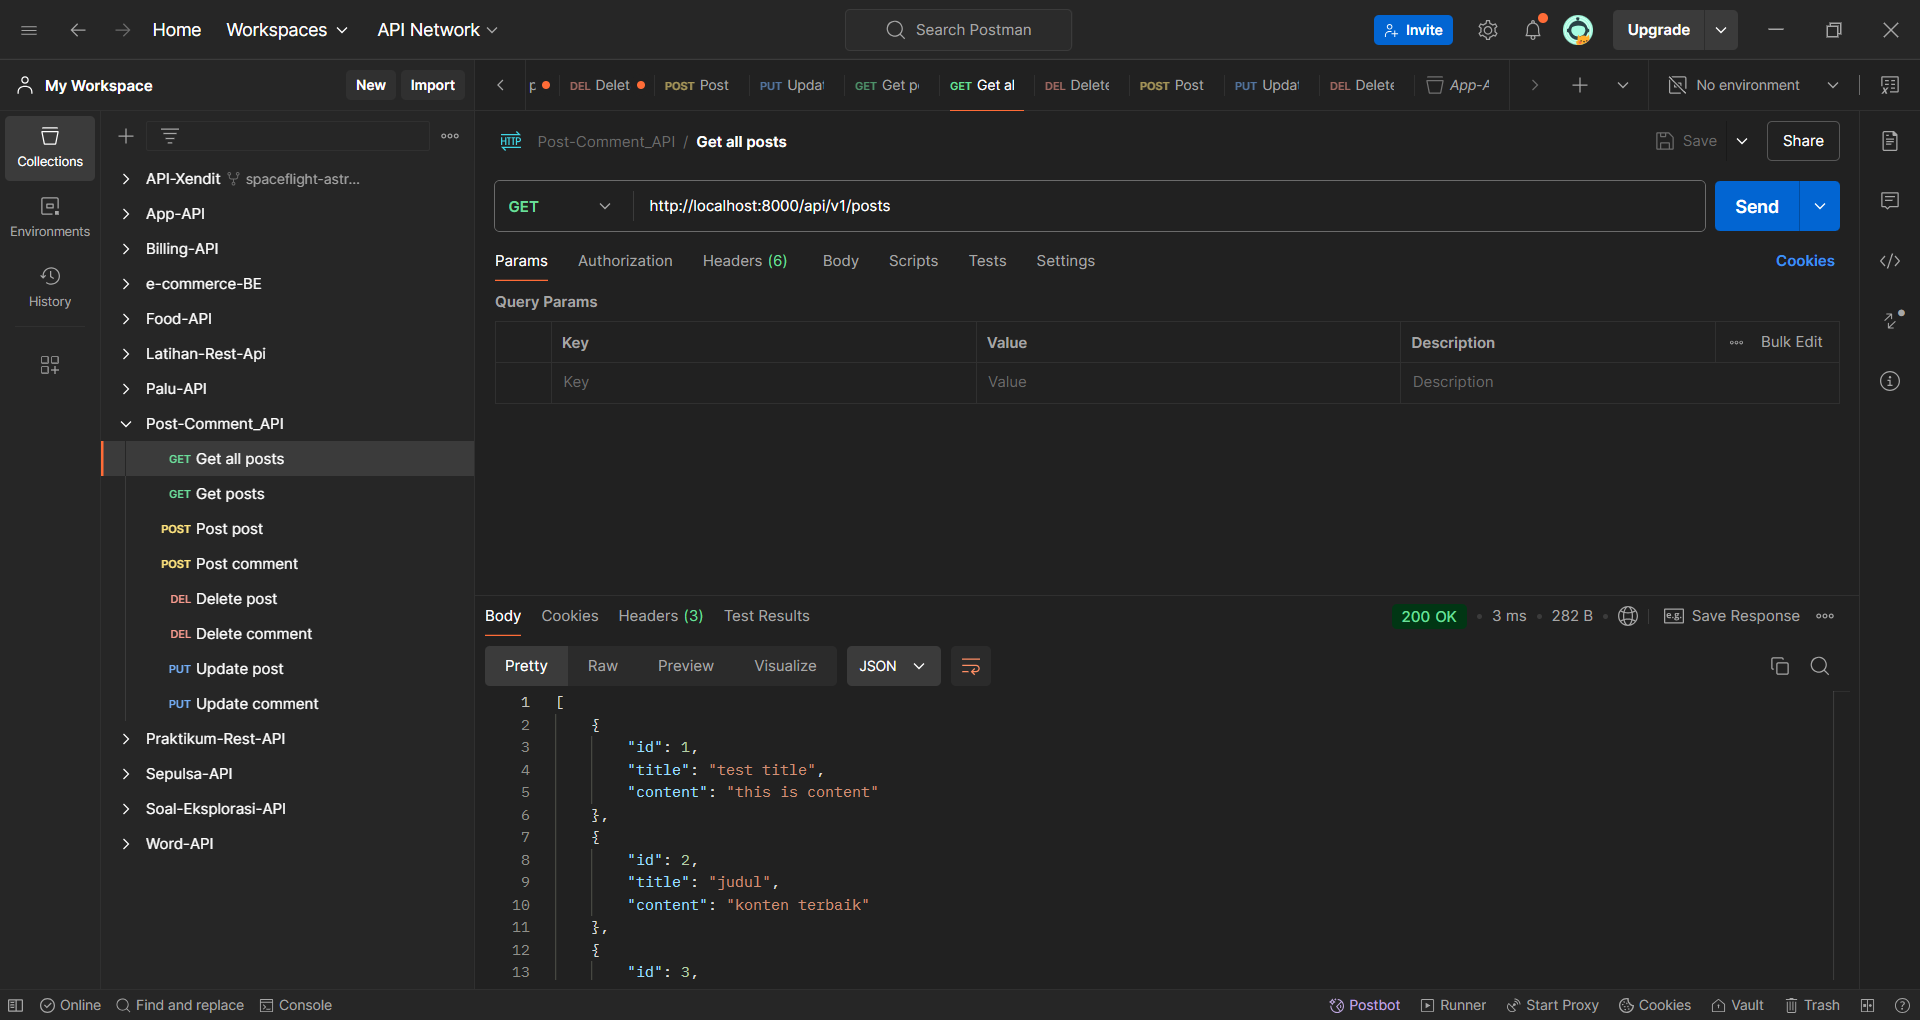 Home Workspaces API Network Search Postman Invite Upgrade
My Workspace New Import
DEL Delet POST Post PUT Updat GET Get p GET Get al DEL Delete POST Post PUT Updat DEL Delete App-A No environment
Collections
Environments
History
API-Xendit spaceflight-astr...
App-API
Billing-API
e-commerce-BE
Food-API
Latihan-Rest-Api
Palu-API
Post-Comment_API
GET Get all posts
GET Get posts
POST Post post
POST Post comment
DEL Delete post
DEL Delete comment
PUT Update post
PUT Update comment
Praktikum-Rest-API
Sepulsa-API
Soal-Eksplorasi-API
Word-API
HTTP Post-Comment_API / Get all posts Save Share
GET http://localhost:8000/api/v1/posts Send
Params Authorization Headers (6) Body Scripts Tests Settings Cookies
Query Params
Key Value Description Bulk Edit
Key Value Description
Body Cookies Headers (3) Test Results 200 OK 3 ms 282 B e.g. Save Response
Pretty Raw Preview Visualize JSON
1 [
2 {
3 "id": 1,
4 "title": "test title",
5 "content": "this is content"
6 },
7 {
8 "id": 2,
9 "title": "judul",
10 "content": "konten terbaik"
11 },
12 {
13 "id": 3,
Online Find and replace Console Postbot Runner Start Proxy Cookies Vault Trash